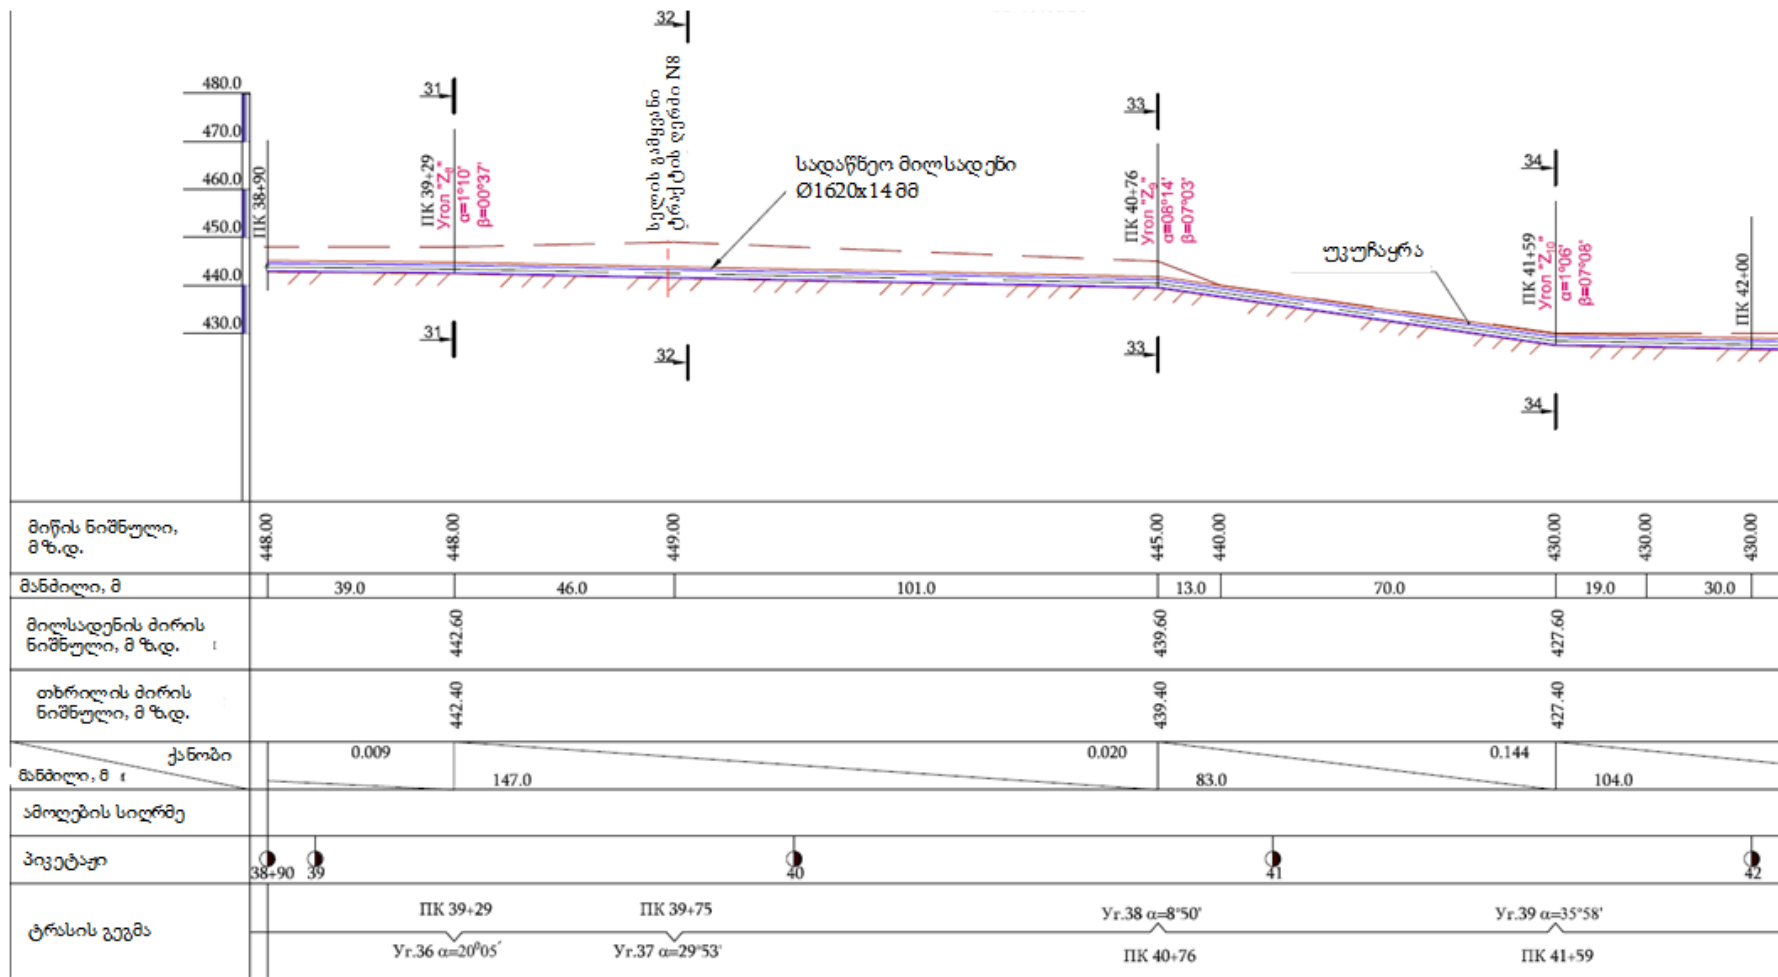 32
31
33
34
480.0
470.0
460.0
450.0
440.0
430.0
ПК 38+90
ПК 39+29
Угол "Z₈"
α=1°10'
β=00°37'
სელის გამყვანი
ტრაქტის ღერძი N8
სადაწნეო მილსადენი
Ø1620x14 მმ
ПК 40+76
Угол "Z₉"
α=08°14'
β=07°03'
უკუჩაყრა
ПК 41+59
Угол "Z₁₀"
α=1°06'
β=07°08'
ПК 42+00
31
32
33
34
მიწის ნიშნული,
მ ზ.დ.
448.00 448.00 449.00 445.00 440.00 430.00 430.00 430.00
მანძილი, მ 39.0 46.0 101.0 13.0 70.0 19.0 30.0
მილსადენის ძირის
ნიშნული, მ ზ.დ.
442.60 439.60 427.60
თხრილის ძირის
ნიშნული, მ ზ.დ.
442.40 439.40 427.40
ქანობი 0.009 0.020 0.144
მანძილი, მ 147.0 83.0 104.0
ამოღების სიღრმე
პიკეტაჟი
38+90 39 40 41 42
ტრასის გეგმა
ПК 39+29 ПК 39+75 Уг.38 α=8°50' Уг.39 α=35°58'
Уг.36 α=20⁰05′ Уг.37 α=29°53' ПК 40+76 ПК 41+59